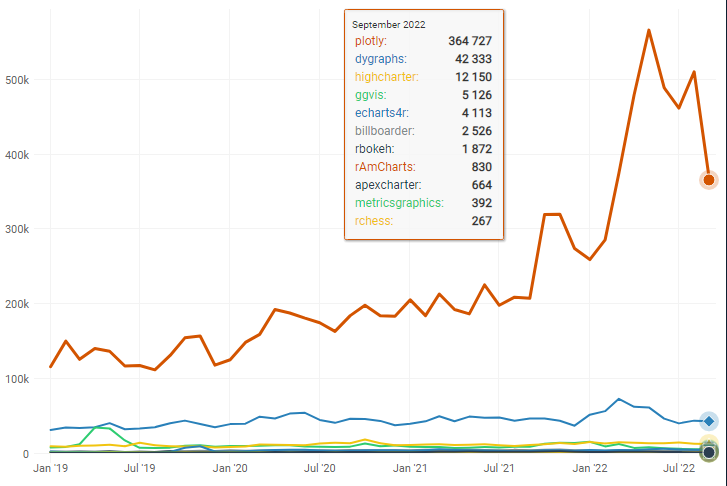 September 2022
plotly: 364 727
dygraphs: 42 333
highcharter: 12 150
ggvis: 5 126
echarts4r: 4 113
billboarder: 2 526
rbokeh: 1 872
rAmCharts: 830
apexcharter: 664
metricsgraphics: 392
rchess: 267
500k
400k
300k
200k
100k
0
Jan '19 Jul '19 Jan '20 Jul '20 Jan '21 Jul '21 Jan '22 Jul '22